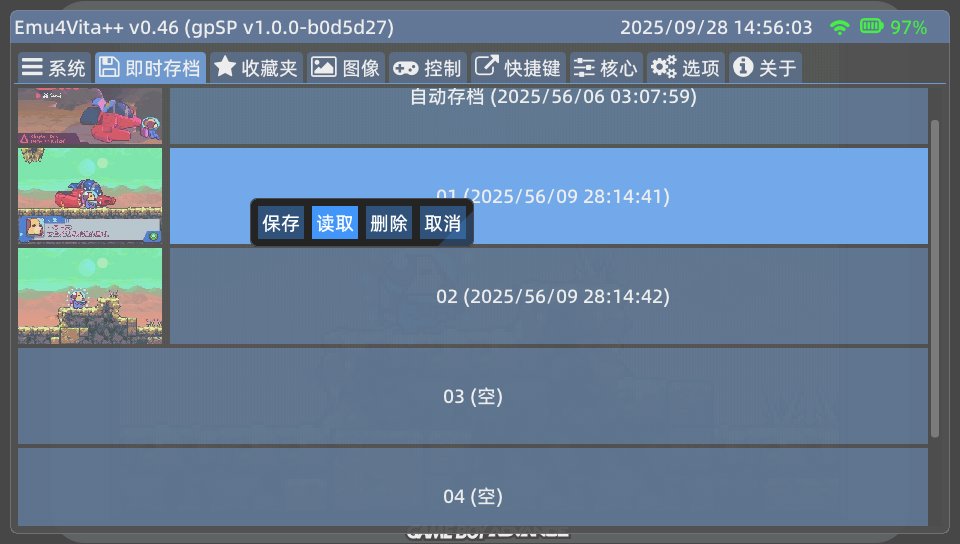 Emu4Vita++ v0.46 (gpSP v1.0.0-b0d5d27) 2025/09/28 14:56:03 97%
系统 即时存档 收藏夹 图像 控制 快捷键 核心 选项 关于
自动存档 (2025/56/06 03:07:59)
01 (2025/56/09 28:14:41)
保存 读取 删除 取消
02 (2025/56/09 28:14:42)
03 (空)
04 (空)
GAME BOY ADVANCE